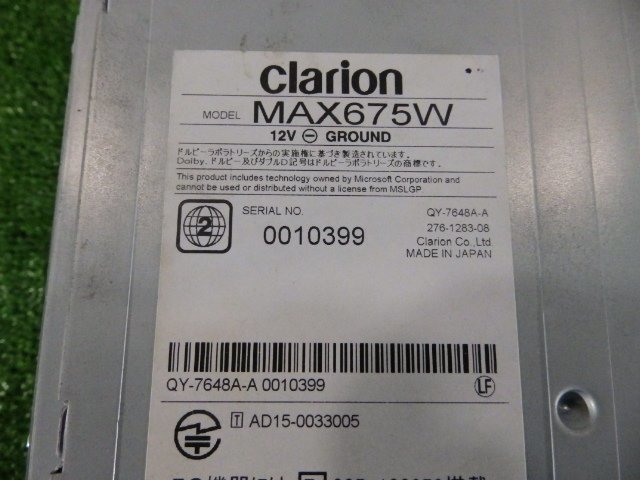 clarion
MODEL MAX675W
12V ⊖ GROUND
ドルビーラボラトリーズからの実施権に基づき製造されています。
Dolby、ドルビー及びダブルD記号はドルビーラボラトリーズの商標です。
This product includes technology owned by Microsoft Corporation and
cannot be used or distributed without a license from MSLGP
2
SERIAL NO.
0010399
QY-7648A-A
276-1283-08
Clarion Co.,Ltd.
MADE IN JAPAN
QY-7648A-A 0010399
LF
T AD15-0033005